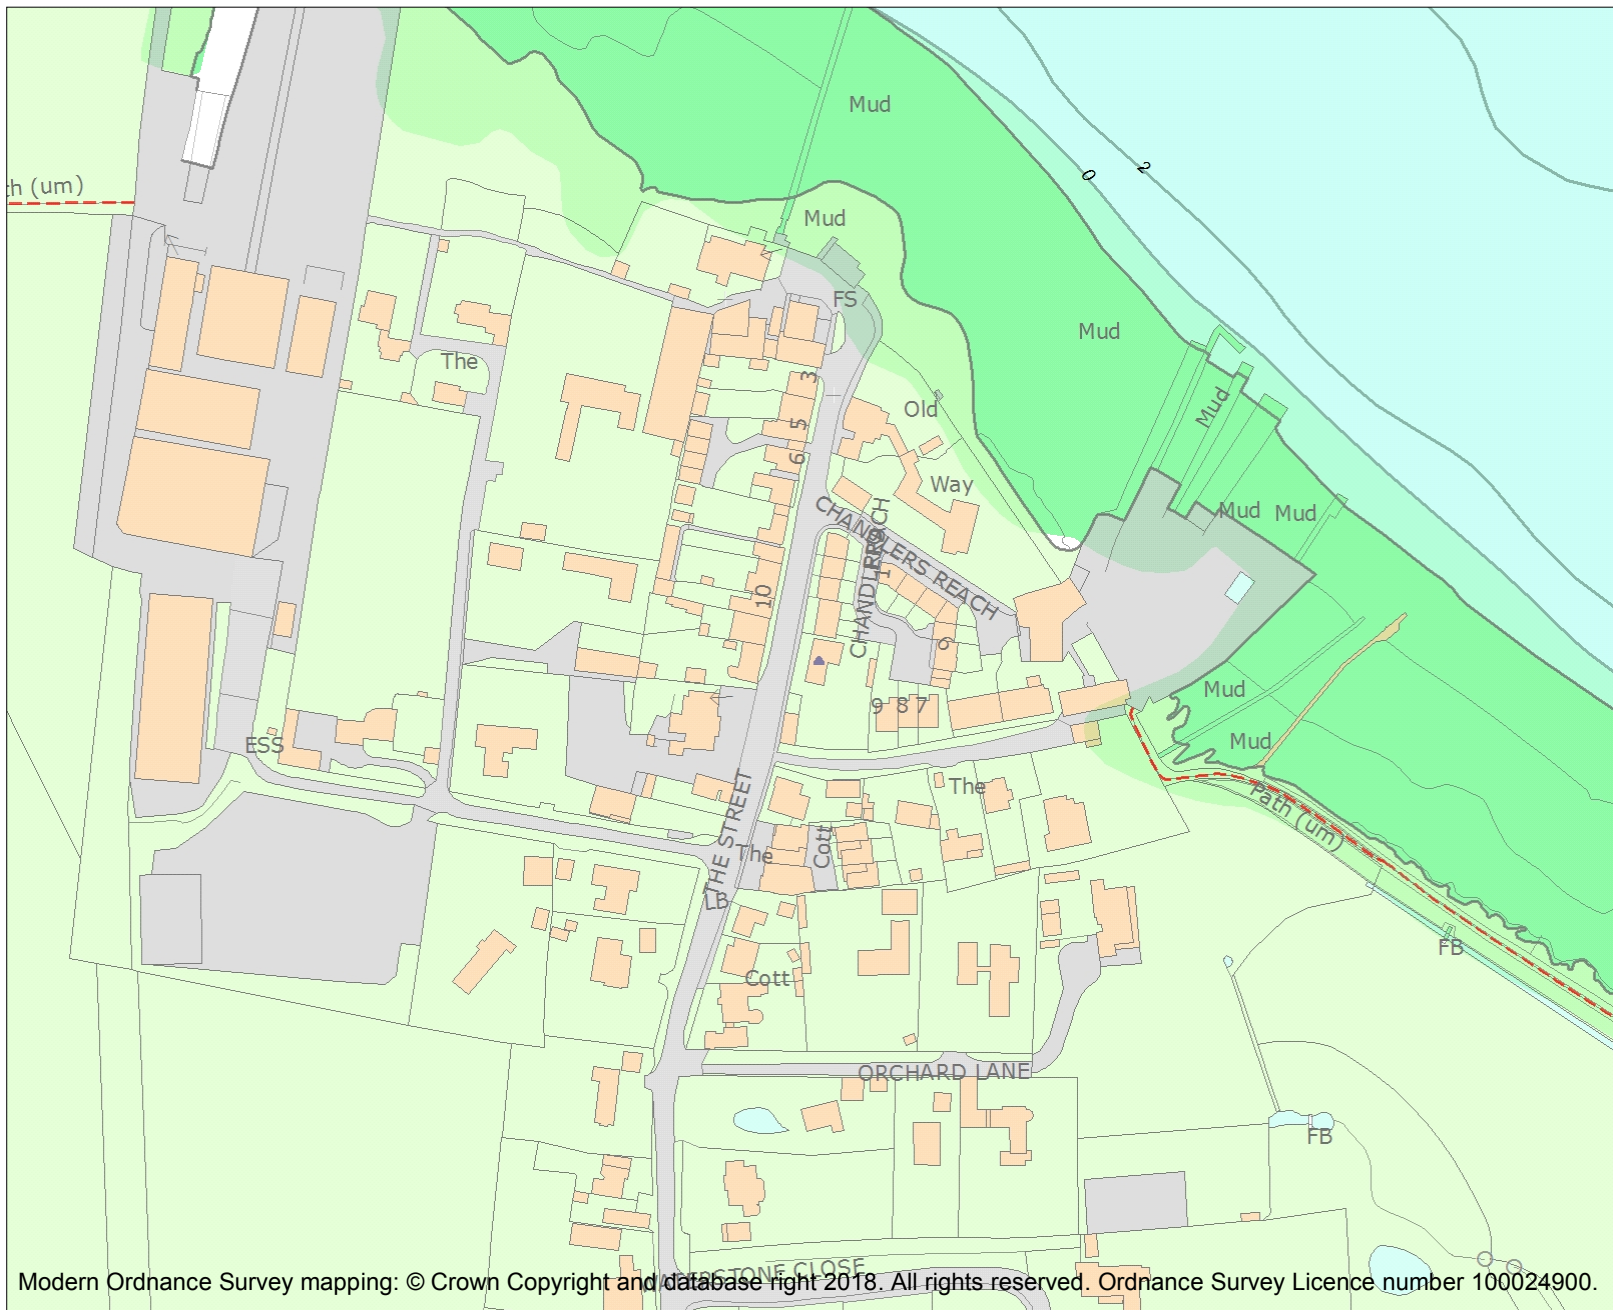 Mud
0
2
th (um)
Mud
FS
Mud
The
3
Old
Mud
5
6
Way
Mud
Mud
CHANDLERS REACH
1
10
6
Mud
9
8
7
ESS
Mud
The
Path (um)
THE STREET
The
Cott
LB
FB
Cott
ORCHARD LANE
FB
Modern Ordnance Survey mapping: © Crown Copyright and database right 2018. All rights reserved. Ordnance Survey Licence number 100024900.